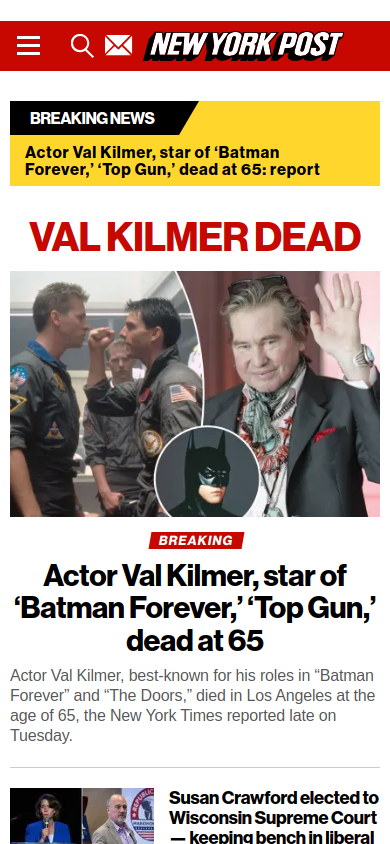 NEW YORK POST
BREAKING NEWS
Actor Val Kilmer, star of ‘Batman
Forever,’ ‘Top Gun,’ dead at 65: report
VAL KILMER DEAD
BREAKING
Actor Val Kilmer, star of
‘Batman Forever,’ ‘Top Gun,’
dead at 65
Actor Val Kilmer, best-known for his roles in “Batman
Forever” and “The Doors,” died in Los Angeles at the
age of 65, the New York Times reported late on
Tuesday.
Susan Crawford elected to
Wisconsin Supreme Court
— keeping bench in liberal